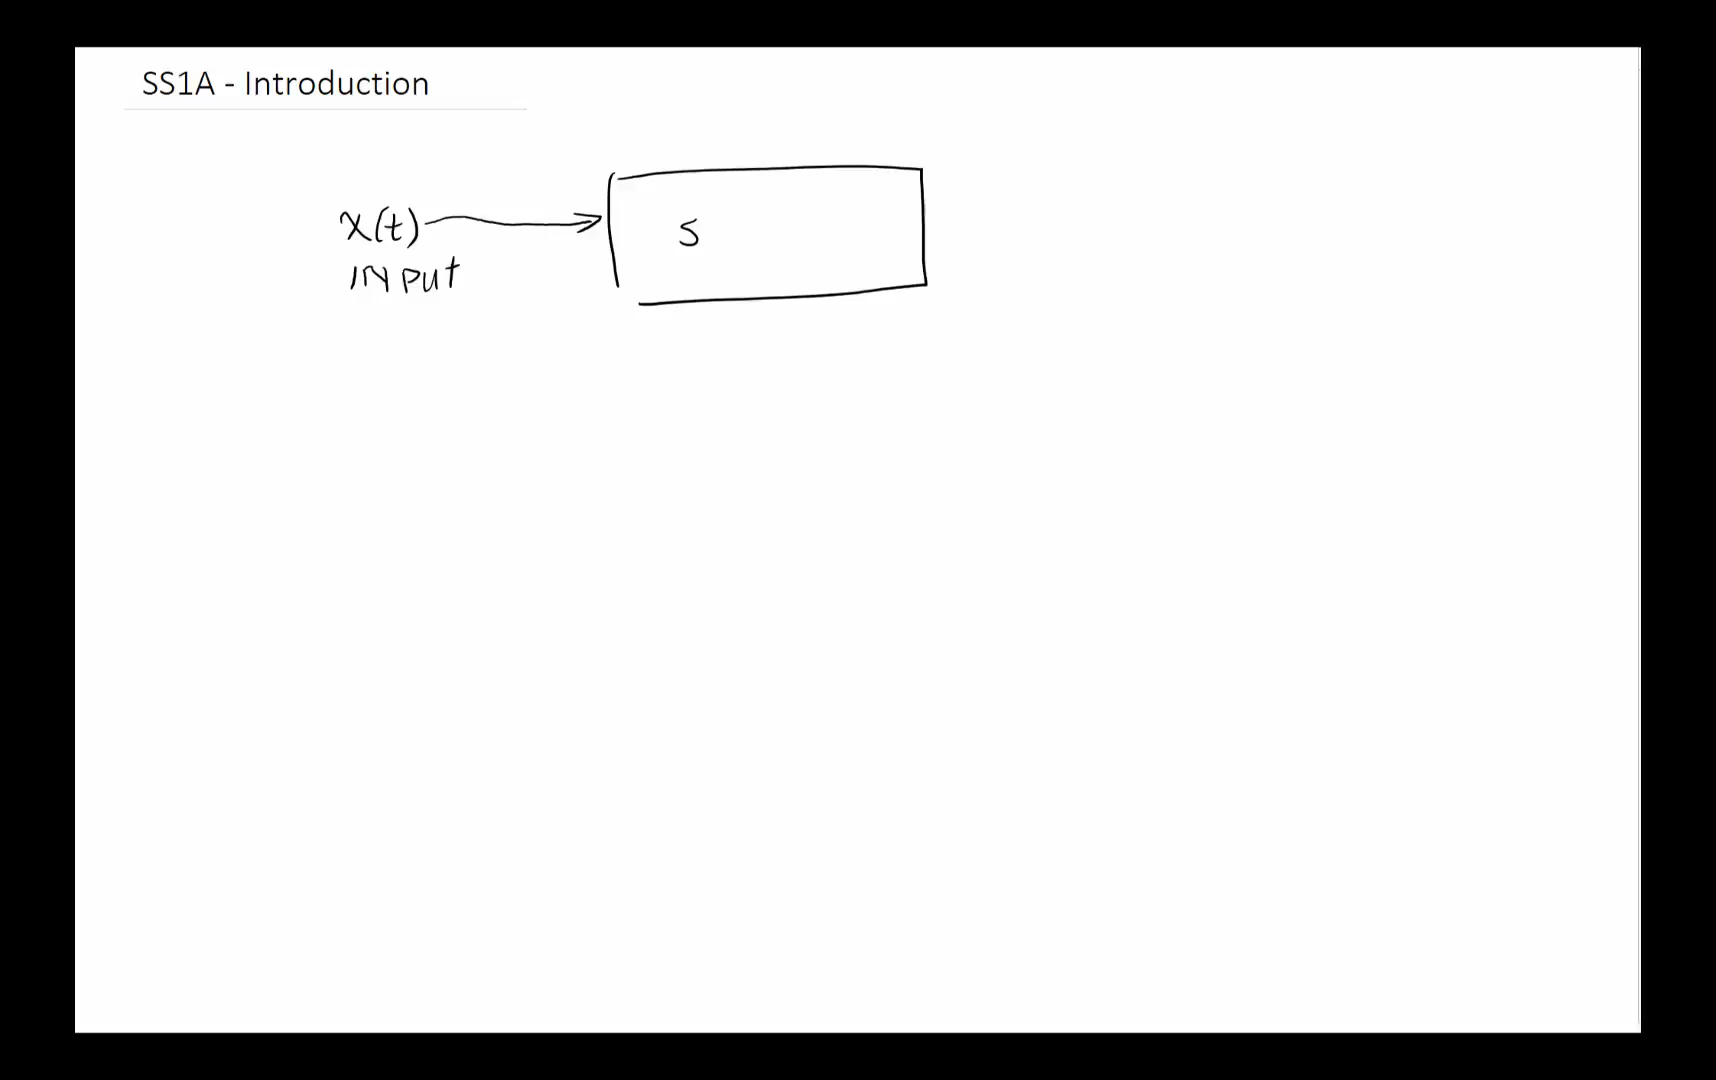 SS1A - Introduction
x(t)
INPUT
S